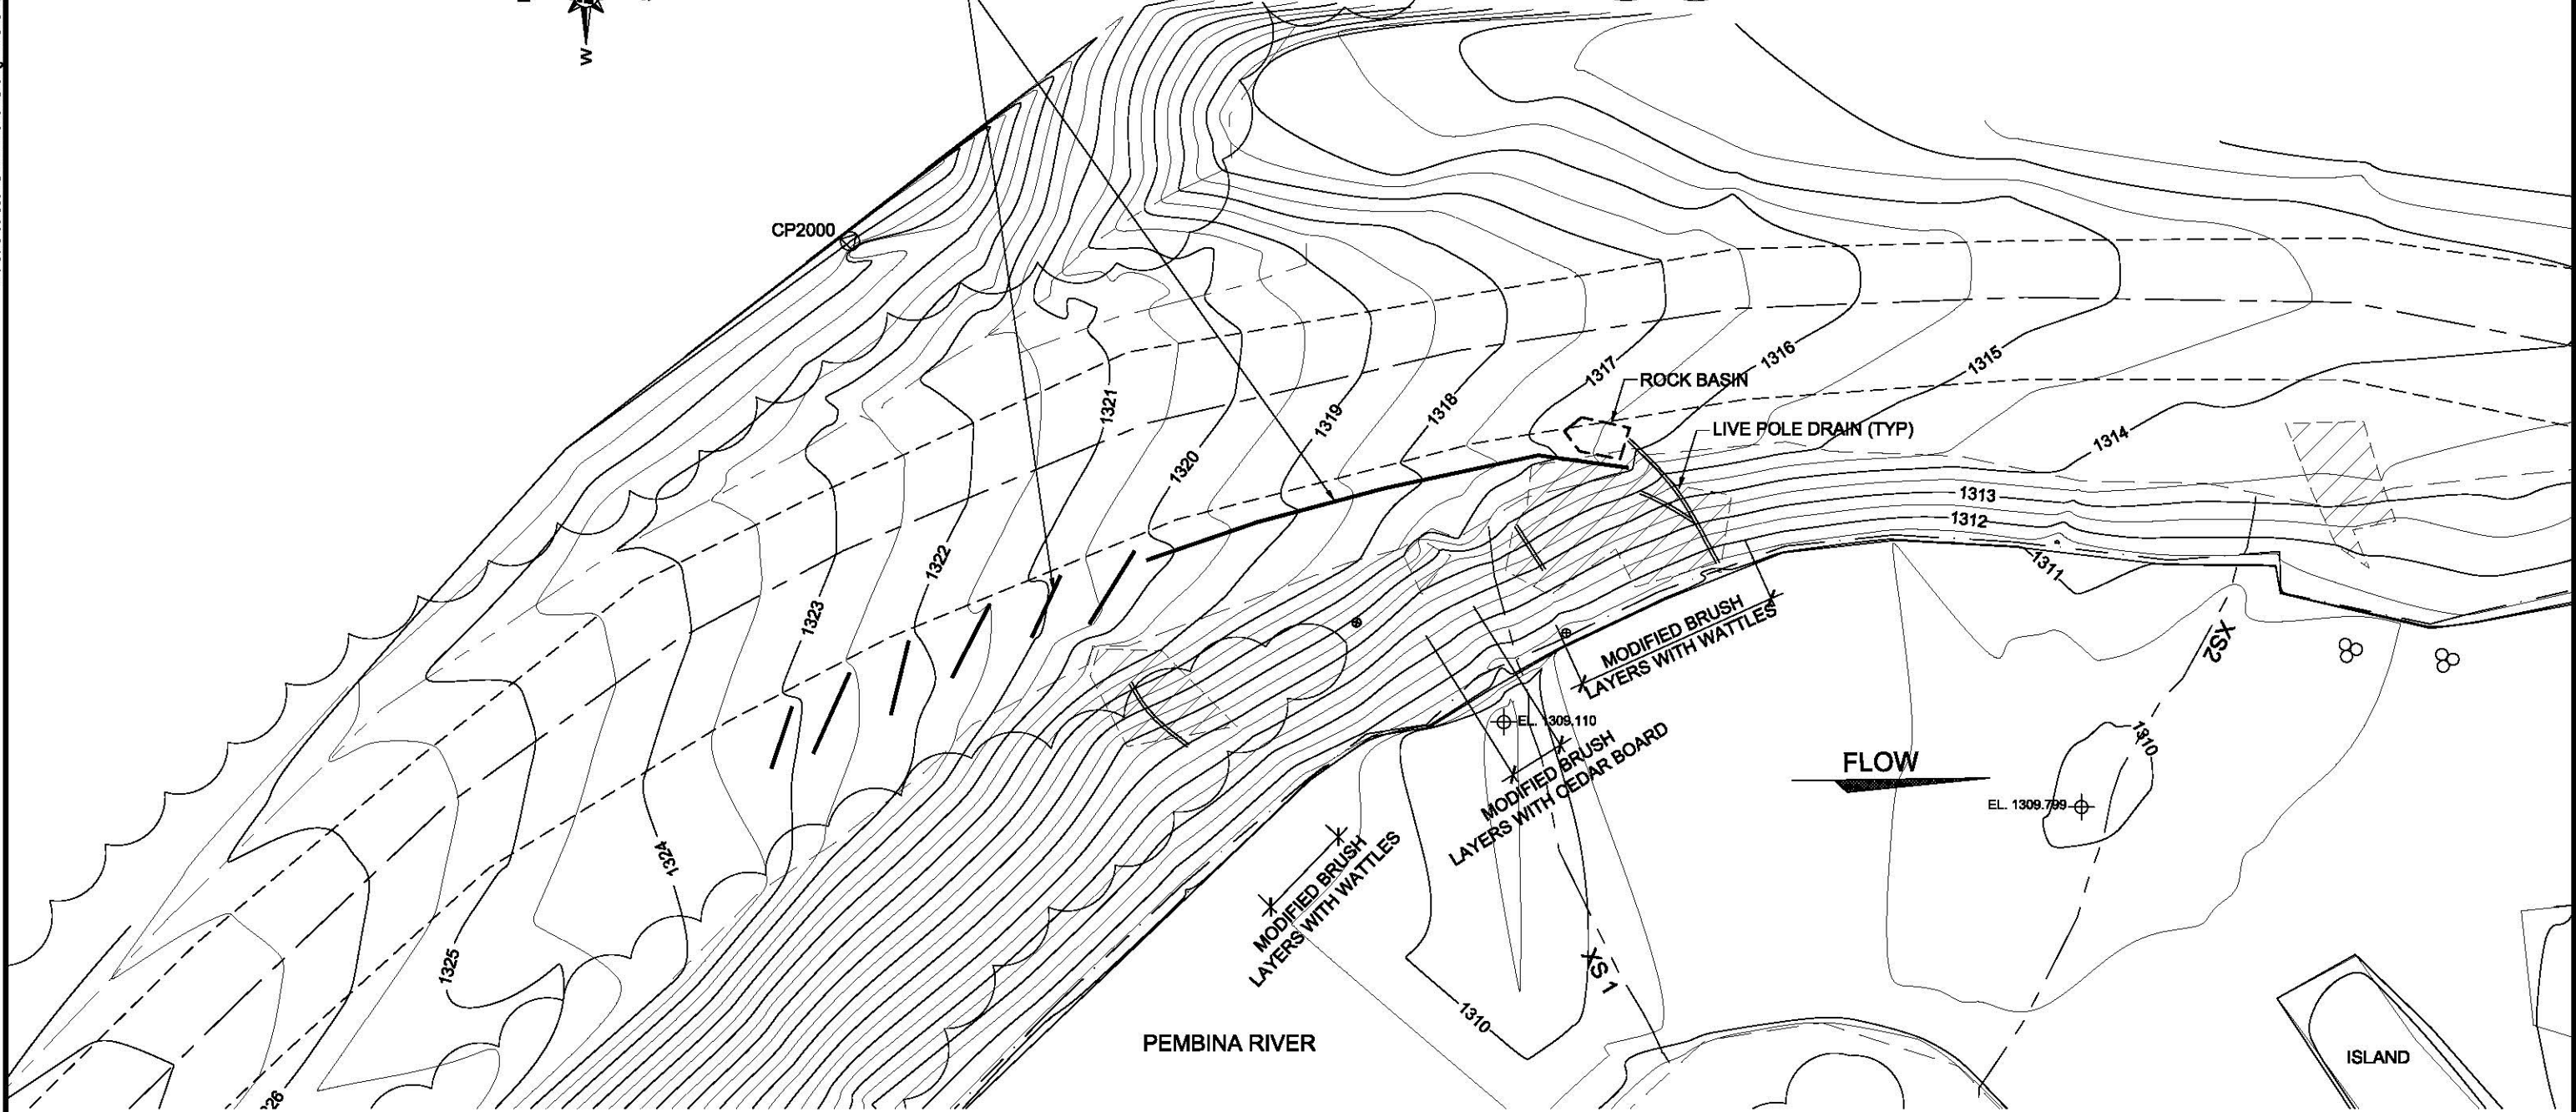 W
CP2000
1321
1320
1319
1318
1317
1316
1315
ROCK BASIN
LIVE POLE DRAIN (TYP)
1314
1313
1312
1311
1322
1323
1324
1325
MODIFIED BRUSH
LAYERS WITH WATTLES
XS2
EL. 1309.110
MODIFIED BRUSH
LAYERS WITH CEDAR BOARD
FLOW
1310
EL. 1309.799
MODIFIED BRUSH
LAYERS WITH WATTLES
XS 1
1310
PEMBINA RIVER
ISLAND